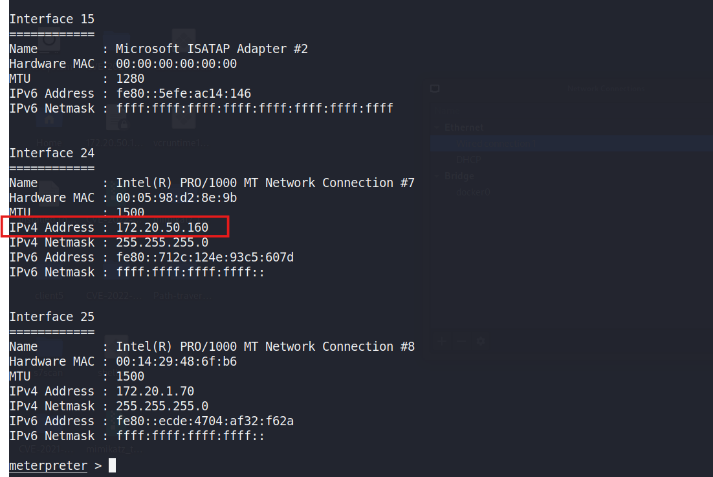 Interface 15
============
Name         : Microsoft ISATAP Adapter #2
Hardware MAC : 00:00:00:00:00:00
MTU          : 1280
IPv6 Address : fe80::5efe:ac14:146
IPv6 Netmask : ffff:ffff:ffff:ffff:ffff:ffff:ffff:ffff
Interface 24
============
Name         : Intel(R) PRO/1000 MT Network Connection #7
Hardware MAC : 00:05:98:d2:8e:9b
MTU          : 1500
IPv4 Address : 172.20.50.160
IPv4 Netmask : 255.255.255.0
IPv6 Address : fe80::712c:124e:93c5:607d
IPv6 Netmask : ffff:ffff:ffff:ffff::
Interface 25
============
Name         : Intel(R) PRO/1000 MT Network Connection #8
Hardware MAC : 00:14:29:48:6f:b6
MTU          : 1500
IPv4 Address : 172.20.1.70
IPv4 Netmask : 255.255.255.0
IPv6 Address : fe80::ecde:4704:af32:f62a
IPv6 Netmask : ffff:ffff:ffff:ffff::
meterpreter >